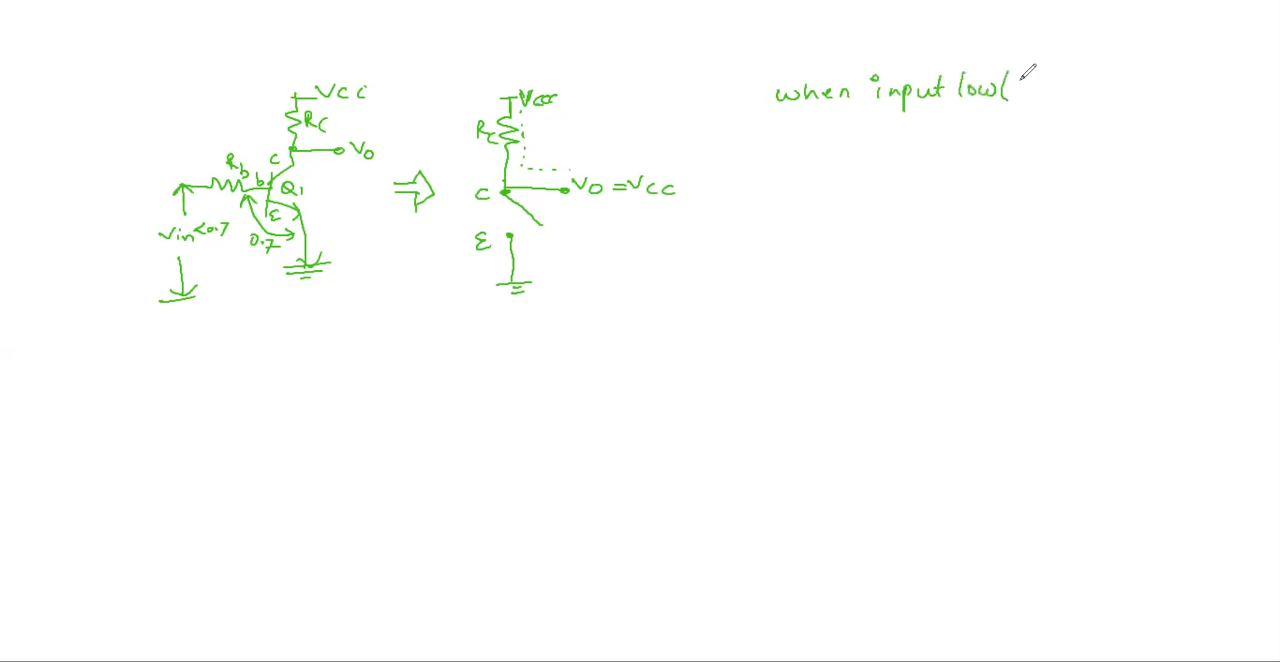 when input low(
VCC
RC
C
VO
Rb
b
Q1
E
Vin<0.7
0.7
VCC
RC
C
VO=VCC
E